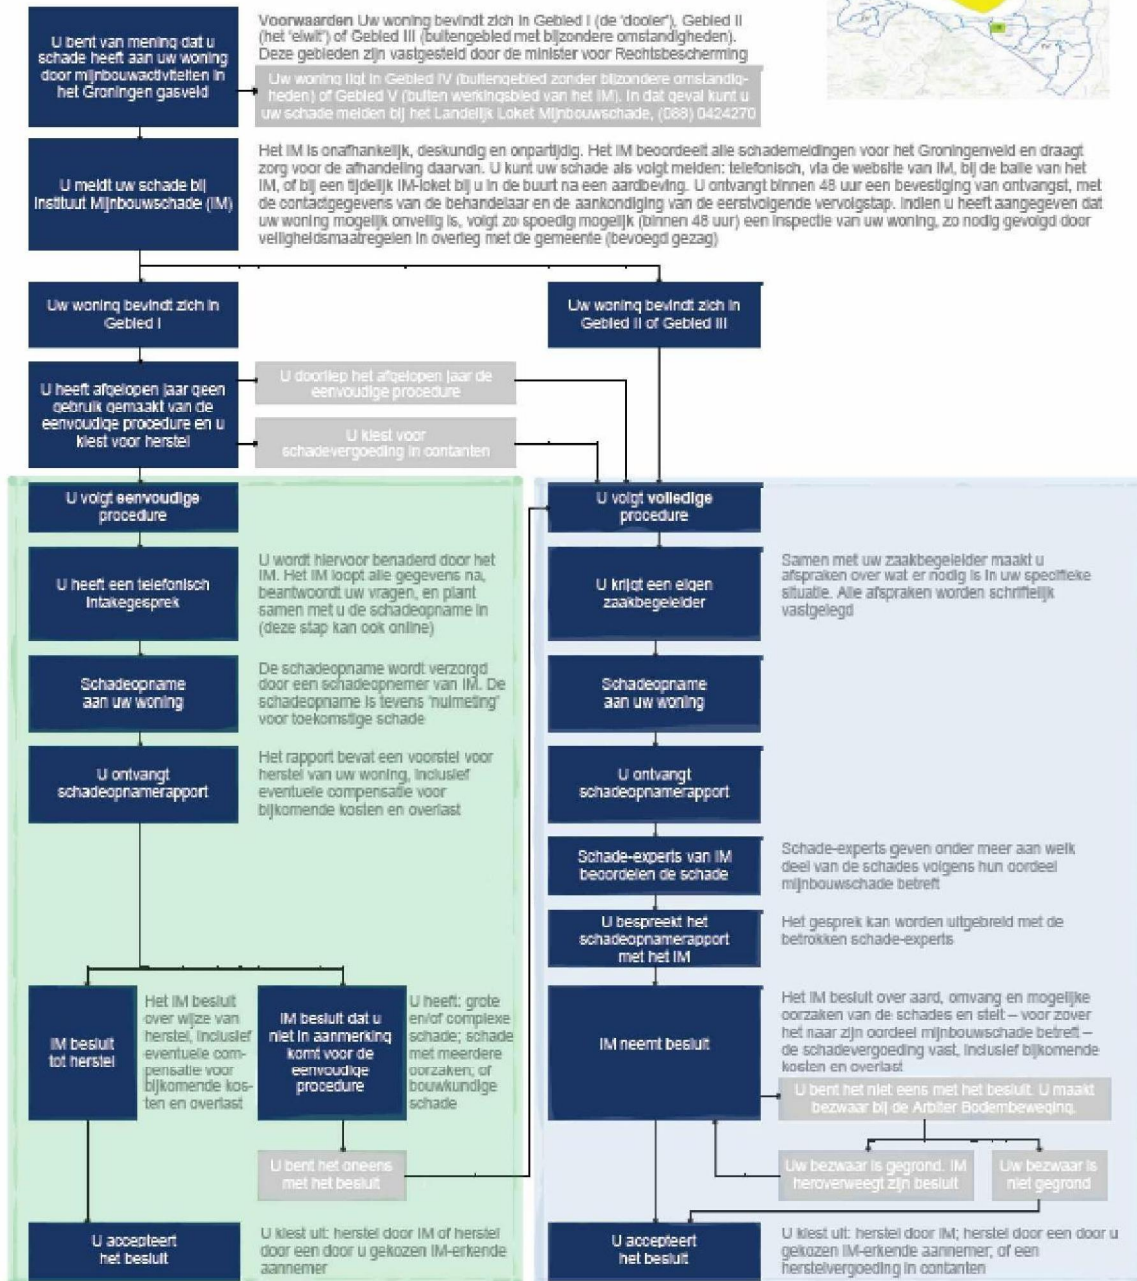 U bent van mening dat u
schade heeft aan uw woning
door mijnbouwactiviteiten in
het Groningen gasveld
Voorwaarden Uw woning bevindt zich in Gebied I (de 'dooier'), Gebied II
(het 'eiwit') of Gebied III (buitengebied met bijzondere omstandigheden).
Deze gebieden zijn vastgesteld door de minister voor Rechtsbescherming
Uw woning ligt in Gebied IV (buitengebied zonder bijzondere omstandig-
heden) of Gebied V (buiten werkingsbied van het IM). In dat geval kunt u
uw schade melden bij het Landelijk Loket Mijnbouwschade, (088) 0424270
U meldt uw schade bij
Instituut Mijnbouwschade (IM)
Het IM is onafhankelijk, deskundig en onpartijdig. Het IM beoordeelt alle schademeldingen voor het Groningenveld en draagt
zorg voor de afhandeling daarvan. U kunt uw schade als volgt melden: telefonisch, via de website van IM, bij de balie van het
IM, of bij een tijdelijk IM-loket bij u in de buurt na een aardbeving. U ontvangt binnen 48 uur een bevestiging van ontvangst, met
de contactgegevens van de behandelaar en de aankondiging van de eerstvolgende vervolgstap. Indien u heeft aangegeven dat
uw woning mogelijk onveilig is, volgt zo spoedig mogelijk (binnen 48 uur) een inspectie van uw woning, zo nodig gevolgd door
veiligheidsmaatregelen in overleg met de gemeente (bevoegd gezag)
Uw woning bevindt zich in
Gebied I
Uw woning bevindt zich in
Gebied II of Gebied III
U heeft afgelopen jaar geen
gebruik gemaakt van de
eenvoudige procedure en u
kiest voor herstel
U doorliep het afgelopen jaar de
eenvoudige procedure
U kiest voor
schadevergoeding in contanten
U volgt eenvoudige
procedure
U heeft een telefonisch
intakegesprek
U wordt hiervoor benaderd door het
IM. Het IM loopt alle gegevens na,
beantwoordt uw vragen, en plant
samen met u de schadeopname in
(deze stap kan ook online)
Schadeopname
aan uw woning
De schadeopname wordt verzorgd
door een schadeopnemer van IM. De
schadeopname is tevens 'nulmeting'
voor toekomstige schade
U ontvangt
schadeopnamerapport
Het rapport bevat een voorstel voor
herstel van uw woning, inclusief
eventuele compensatie voor
bijkomende kosten en overlast
IM besluit
tot herstel
Het IM besluit
over wijze van
herstel, inclusief
eventuele com-
pensatie voor
bijkomende kos-
ten en overlast
IM besluit dat u
niet in aanmerking
komt voor de
eenvoudige
procedure
U heeft: grote
en/of complexe
schade; schade
met meerdere
oorzaken; of
bouwkundige
schade
U bent het oneens
met het besluit
U accepteert
het besluit
U kiest uit: herstel door IM of herstel
door een door u gekozen IM-erkende
aannemer
U volgt volledige
procedure
U krijgt een eigen
zaakbegeleider
Samen met uw zaakbegeleider maakt u
afspraken over wat er nodig is in uw specifieke
situatie. Alle afspraken worden schriftelijk
vastgelegd
Schadeopname
aan uw woning
U ontvangt
schadeopnamerapport
Schade-experts van IM
beoordelen de schade
Schade-experts geven onder meer aan welk
deel van de schades volgens hun oordeel
mijnbouwschade betreft
U bespreekt het
schadeopnamerapport
met het IM
Het gesprek kan worden uitgebreid met de
betrokken schade-experts
IM neemt besluit
Het IM besluit over aard, omvang en mogelijke
oorzaken van de schades en stelt – voor zover
het naar zijn oordeel mijnbouwschade betreft –
de schadevergoeding vast, inclusief bijkomende
kosten en overlast
U bent het niet eens met het besluit. U maakt
bezwaar bij de Arbiter Bodembeweging.
Uw bezwaar is gegrond. IM
heroverweegt zijn besluit
Uw bezwaar is
niet gegrond
U accepteert
het besluit
U kiest uit: herstel door IM; herstel door een door u
gekozen IM-erkende aannemer; of een
herstelvergoeding in contanten